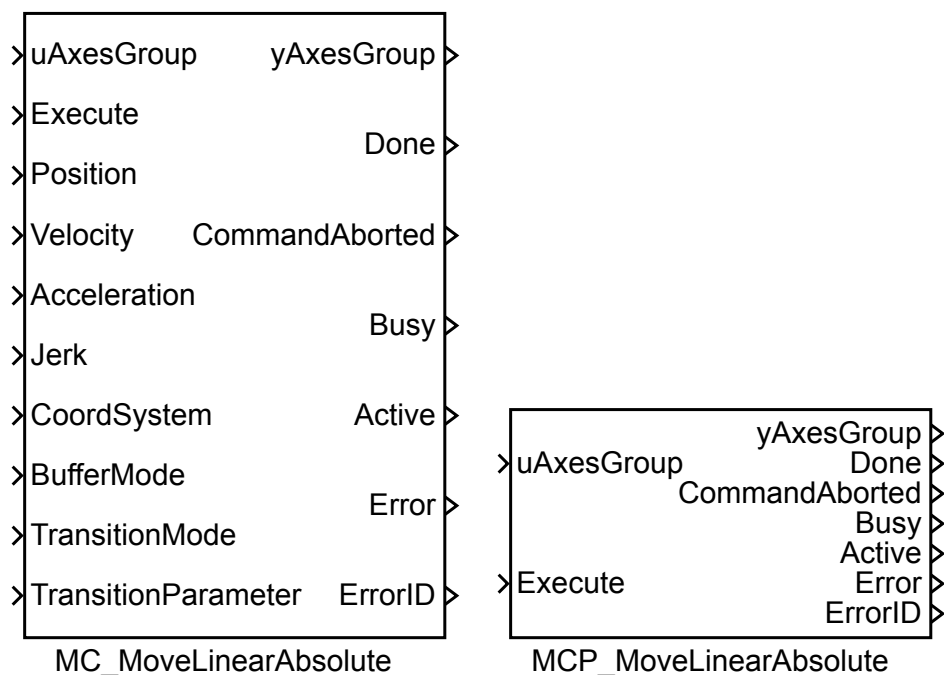 uAxesGroup yAxesGroup
Execute
Done
Position
Velocity CommandAborted
Acceleration
Busy
Jerk
CoordSystem Active
BufferMode
Error
TransitionMode
TransitionParameter ErrorID
MC_MoveLinearAbsolute
yAxesGroup
uAxesGroup Done
CommandAborted
Busy
Active
Execute Error
ErrorID
MCP_MoveLinearAbsolute